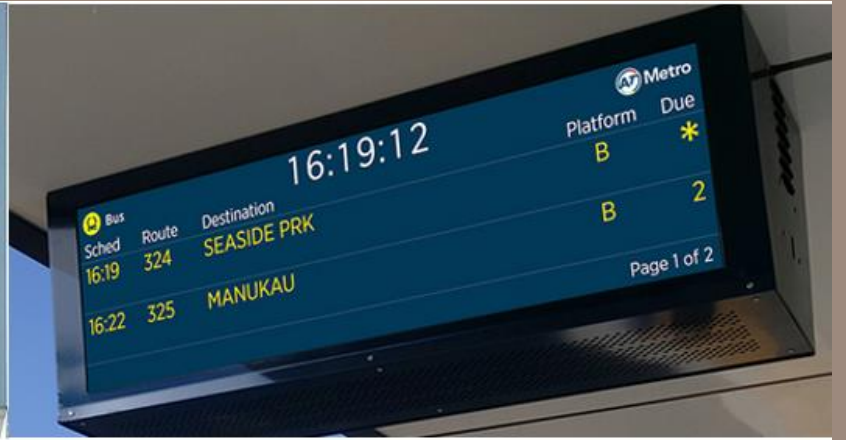 AT Metro
16:19:12
Bus
Sched Route Destination Platform Due
16:19 324 SEASIDE PRK B *
16:22 325 MANUKAU B 2
Page 1 of 2